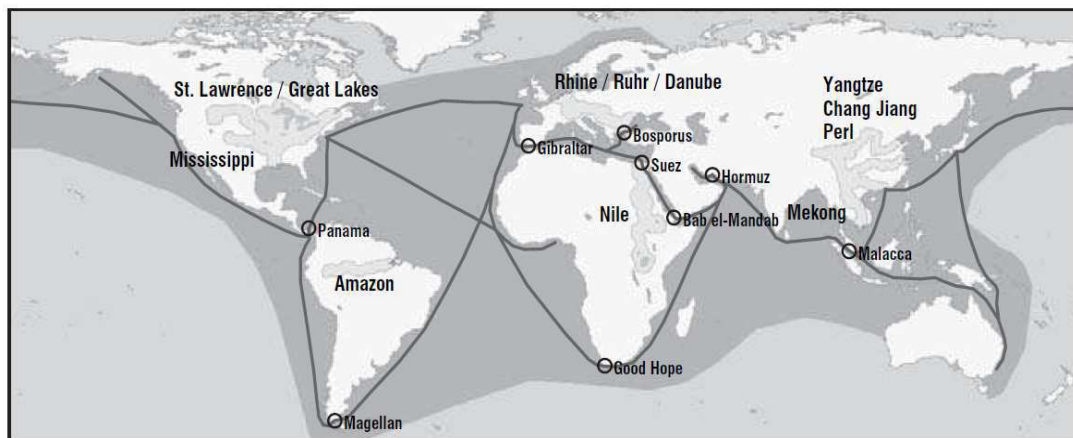 St. Lawrence / Great Lakes
Rhine / Ruhr / Danube
Yangtze
Chang Jiang
Perl
Mississippi
Gibraltar
Bosporus
Suez
Hormuz
Nile
Bab el-Mandab
Mekong
Panama
Malacca
Amazon
Good Hope
Magellan